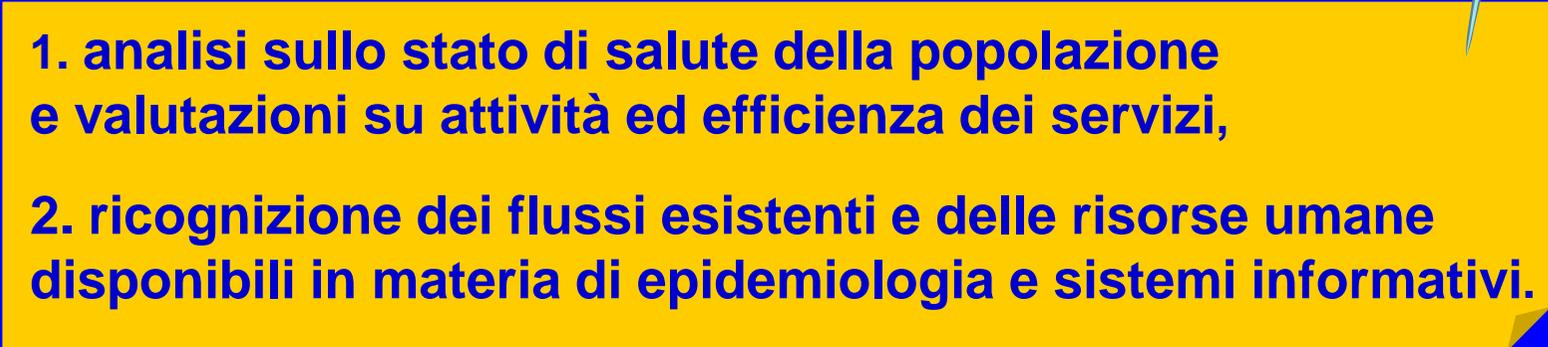 1. analisi sullo stato di salute della popolazione
e valutazioni su attività ed efficienza dei servizi,
2. ricognizione dei flussi esistenti e delle risorse umane
disponibili in materia di epidemiologia e sistemi informativi.